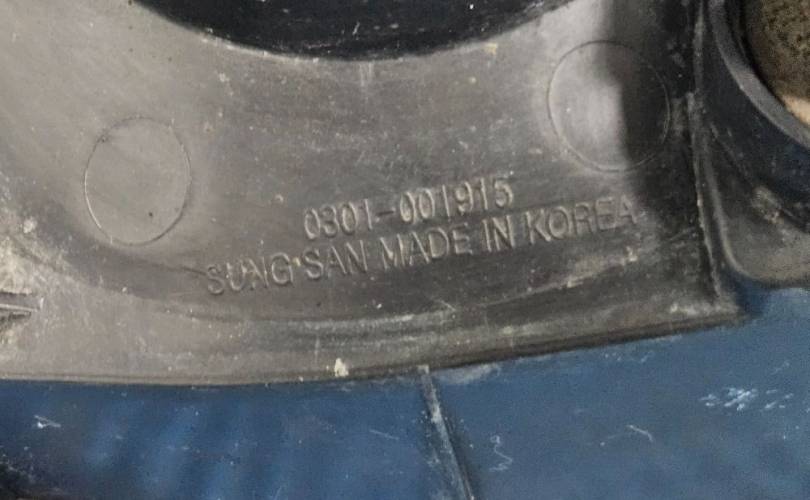 0301-001915
SUNG SAN MADE IN KOREA